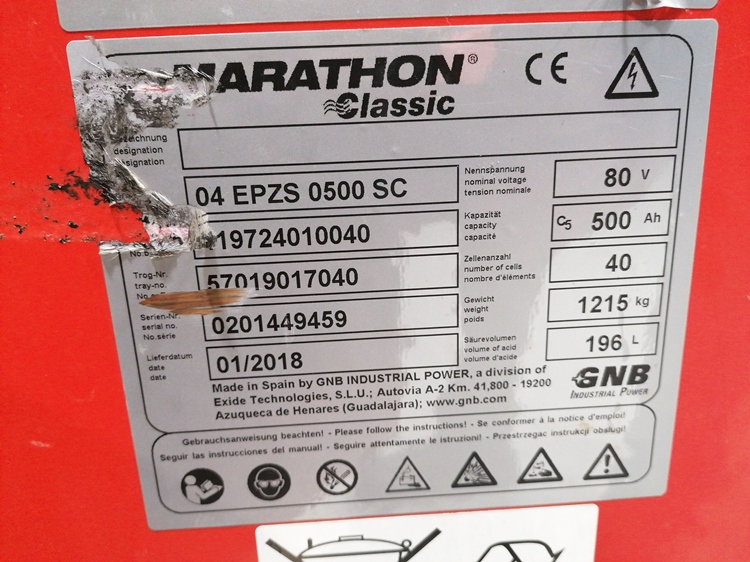 MARATHON®
Classic
CE
designation
04 EPZS 0500 SC
19724010040
Trog-Nr.
tray-no.
57019017040
Serien-Nr.
serial no.
No.série
0201449459
Lieferdatum
date
date
01/2018
Nennspannung
nominal voltage
tension nominale
80 V
Kapazität
capacity
capacité
C5 500 Ah
Zellenanzahl
number of cells
nombre d'éléments
40
Gewicht
weight
poids
1215 kg
Säurevolumen
volume of acid
volume d'acide
196 L
Made in Spain by GNB INDUSTRIAL POWER, a division of
Exide Technologies, S.L.U.; Autovia A-2 Km. 41,800 - 19200
Azuqueca de Henares (Guadalajara); www.gnb.com
GNB
INDUSTRIAL POWER
Gebrauchsanweisung beachten! - Please follow the instructions! - Se conformer à la notice d'emploi!
Seguir las instrucciones del manual! - Seguire attentamente le istruzioni! - Przestrzegac instrukcji obslugi!